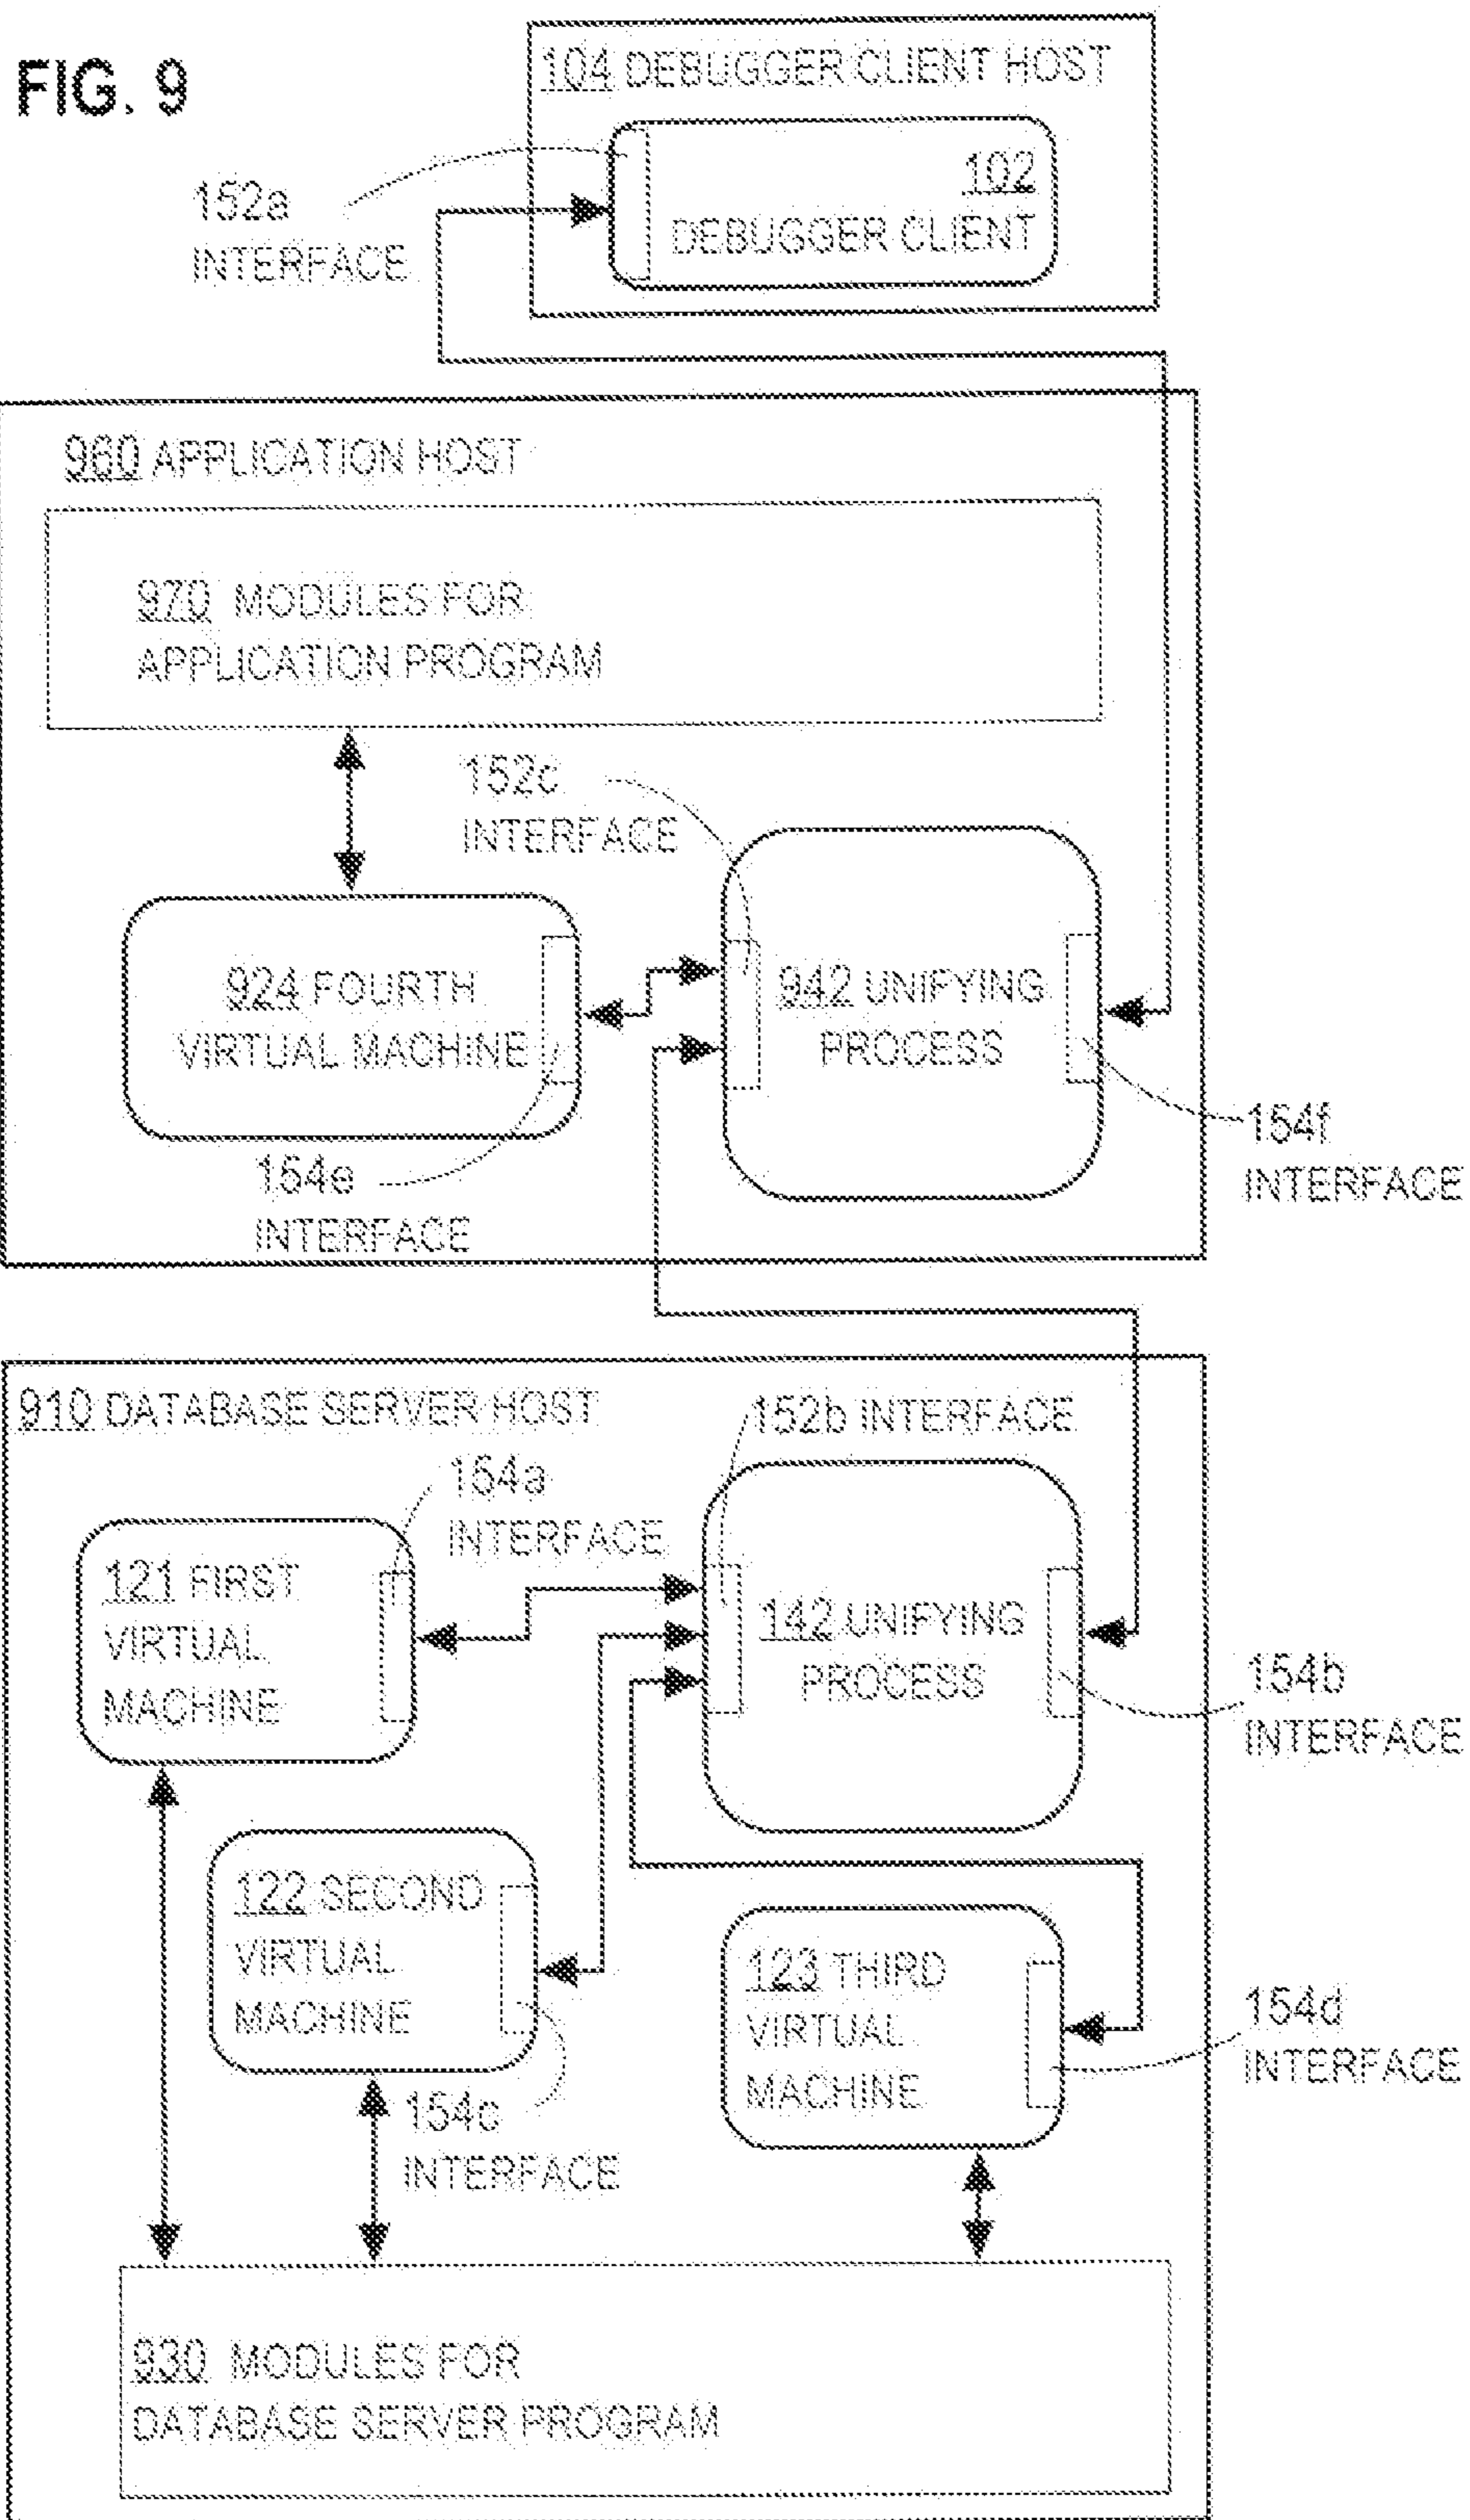 FIG. 9
104 DEBUGGER CLIENT HOST
102
DEBUGGER CLIENT
152a
INTERFACE
960 APPLICATION HOST
970 MODULES FOR
APPLICATION PROGRAM
152c
INTERFACE
924 FOURTH
VIRTUAL MACHINE
942 UNIFYING
PROCESS
154e
INTERFACE
154f
INTERFACE
910 DATABASE SERVER HOST
152b INTERFACE
154a
INTERFACE
121 FIRST
VIRTUAL
MACHINE
142 UNIFYING
PROCESS
154b
INTERFACE
122 SECOND
VIRTUAL
MACHINE
123 THIRD
VIRTUAL
MACHINE
154d
INTERFACE
154c
INTERFACE
930 MODULES FOR
DATABASE SERVER PROGRAM